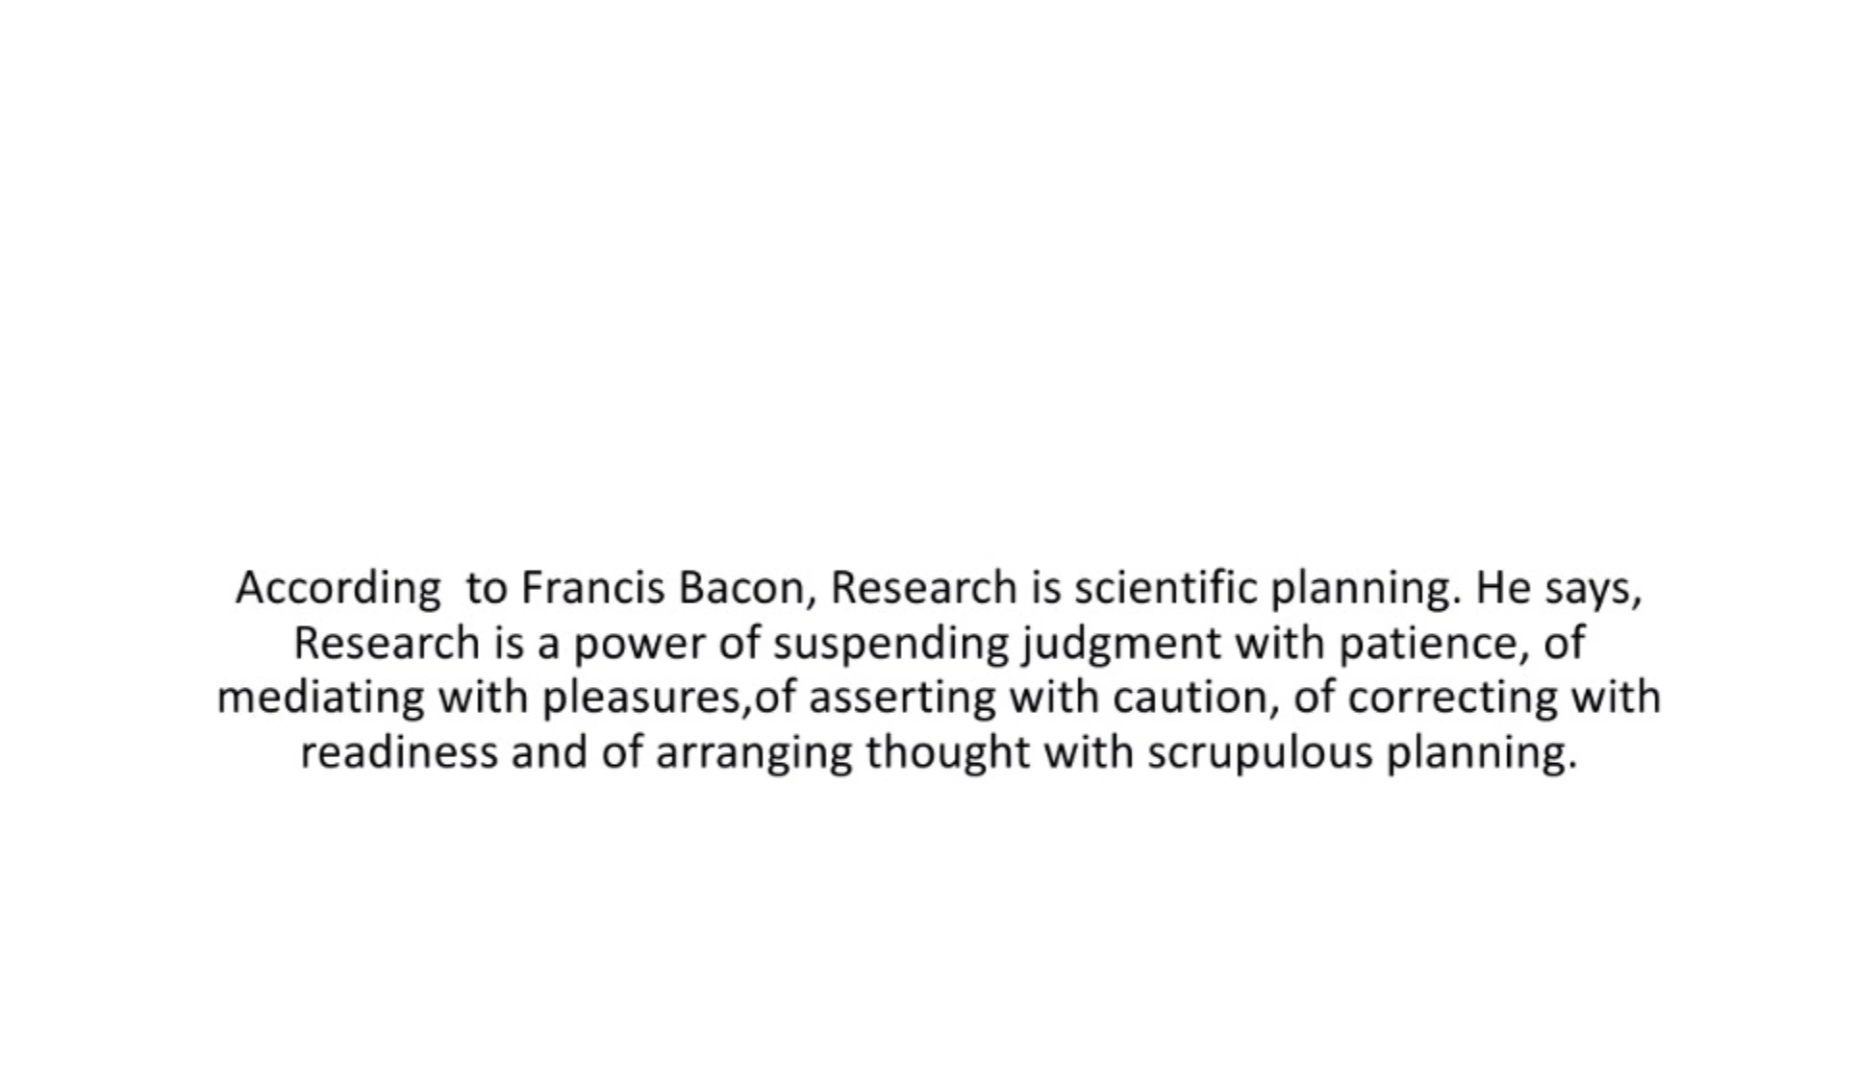 According  to Francis Bacon, Research is scientific planning. He says,
Research is a power of suspending judgment with patience, of
mediating with pleasures,of asserting with caution, of correcting with
readiness and of arranging thought with scrupulous planning.